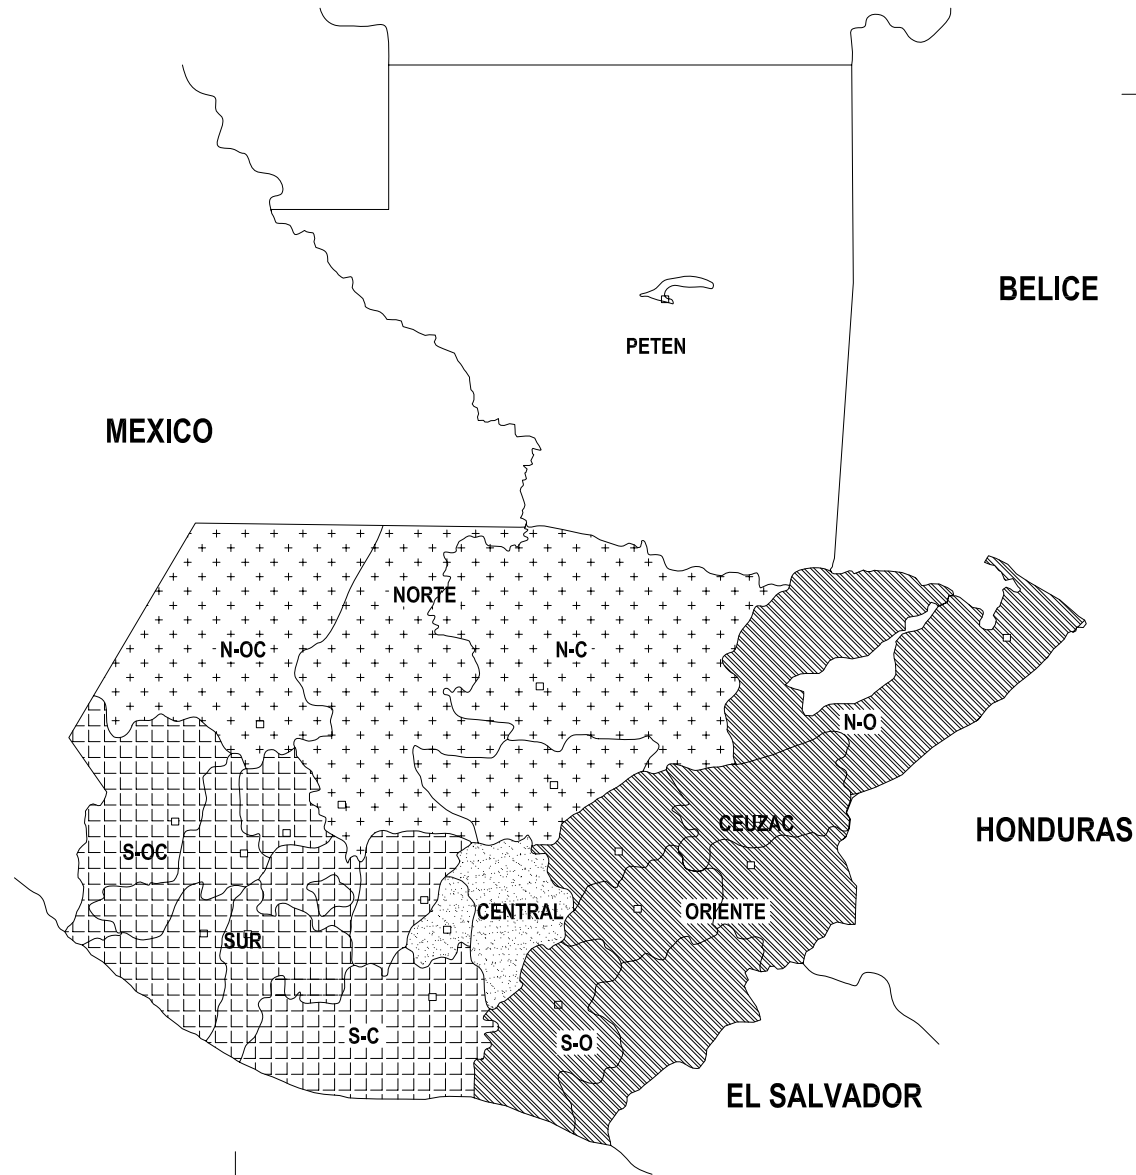 BELICE
PETEN
MEXICO
NORTE
N-OC
N-C
N-O
CEUZAC
HONDURAS
S-OC
CENTRAL
ORIENTE
SUR
S-C
S-O
EL SALVADOR